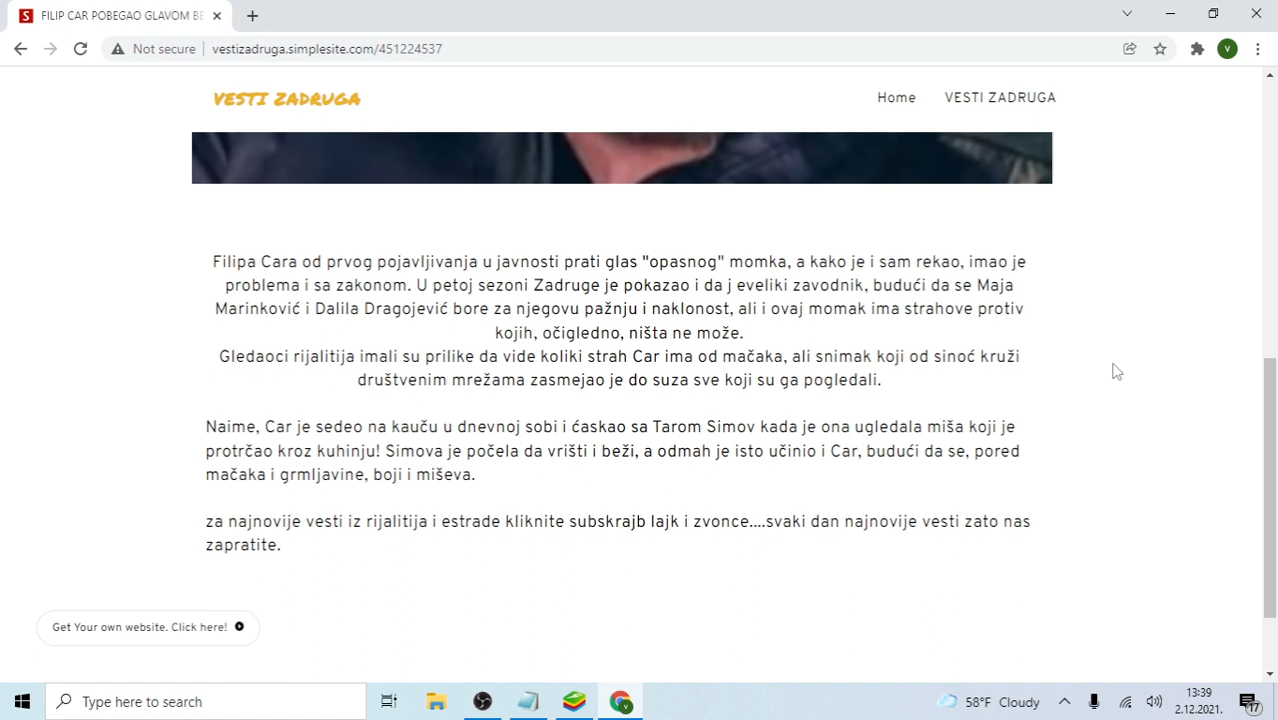 FILIP CAR POBEGAO GLAVOM BE
Not secure
vestizadruga.simplesite.com/451224537
V
VESTI ZADRUGA
Home
VESTI ZADRUGA
Filipa Cara od prvog pojavljivanja u javnosti prati glas "opasnog" momka, a kako je i sam rekao, imao je
problema i sa zakonom. U petoj sezoni Zadruge je pokazao i da j eveliki zavodnik, budući da se Maja
Marinković i Dalila Dragojević bore za njegovu pažnju i naklonost, ali i ovaj momak ima strahove protiv
kojih, očigledno, ništa ne može.
Gledaoci rijalitija imali su prilike da vide koliki strah Car ima od mačaka, ali snimak koji od sinoć kruži
društvenim mrežama zasmejao je do suza sve koji su ga pogledali.
Naime, Car je sedeo na kauču u dnevnoj sobi i ćaskao sa Tarom Simov kada je ona ugledala miša koji je
protrčao kroz kuhinju! Simova je počela da vrišti i beži, a odmah je isto učinio i Car, budući da se, pored
mačaka i grmljavine, boji i miševa.
za najnovije vesti iz rijalitija i estrade kliknite subskrajb lajk i zvonce....svaki dan najnovije vesti zato nas
zapratite.
Get Your own website. Click here!
Type here to search
58°F Cloudy
13:39
2.12.2021.
17